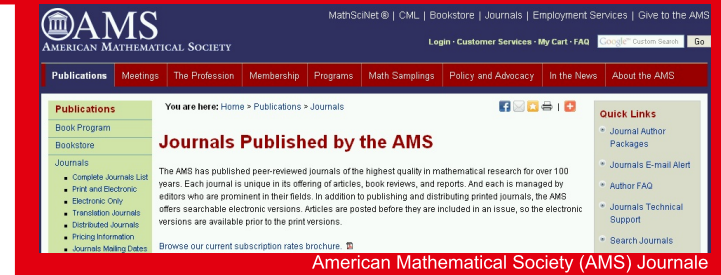 MathSciNet ® | CML | Bookstore | Journals | Employment Services | Give to the AMS
AMS
AMERICAN MATHEMATICAL SOCIETY
Login · Customer Services · My Cart · FAQ Google™ Custom Search Go
Publications Meetings The Profession Membership Programs Math Samplings Policy and Advocacy In the News About the AMS
Publications
Book Program
Bookstore
Journals
Complete Journals List
Print and Electronic
Electronic Only
Translation Journals
Distributed Journals
Pricing Information
Journals Mailing Dates
You are here: Home > Publications > Journals
Journals Published by the AMS
The AMS has published peer-reviewed journals of the highest quality in mathematical research for over 100
years. Each journal is unique in its offering of articles, book reviews, and reports. And each is managed by
editors who are prominent in their fields. In addition to publishing and distributing printed journals, the AMS
offers searchable electronic versions. Articles are posted before they are included in an issue, so the electronic
versions are available prior to the print versions.
Browse our current subscription rates brochure.
Quick Links
Journal Author
Packages
Journals E-mail Alert
Author FAQ
Journals Technical
Support
Search Journals
American Mathematical Society (AMS) Journale